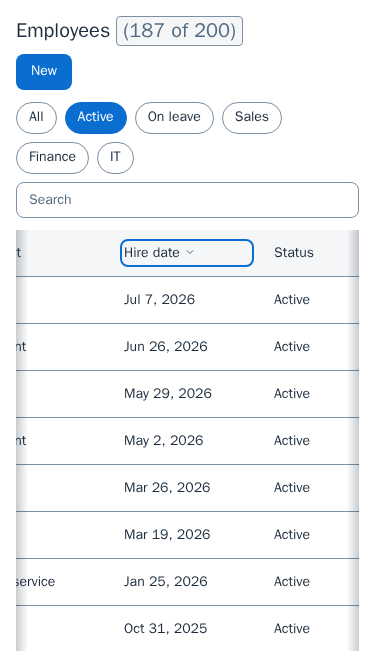 Employees (187 of 200)
New
All Active On leave Sales
Finance IT
Search
t Hire date Status
Jul 7, 2026 Active
nt Jun 26, 2026 Active
May 29, 2026 Active
nt May 2, 2026 Active
Mar 26, 2026 Active
Mar 19, 2026 Active
service Jan 25, 2026 Active
Oct 31, 2025 Active